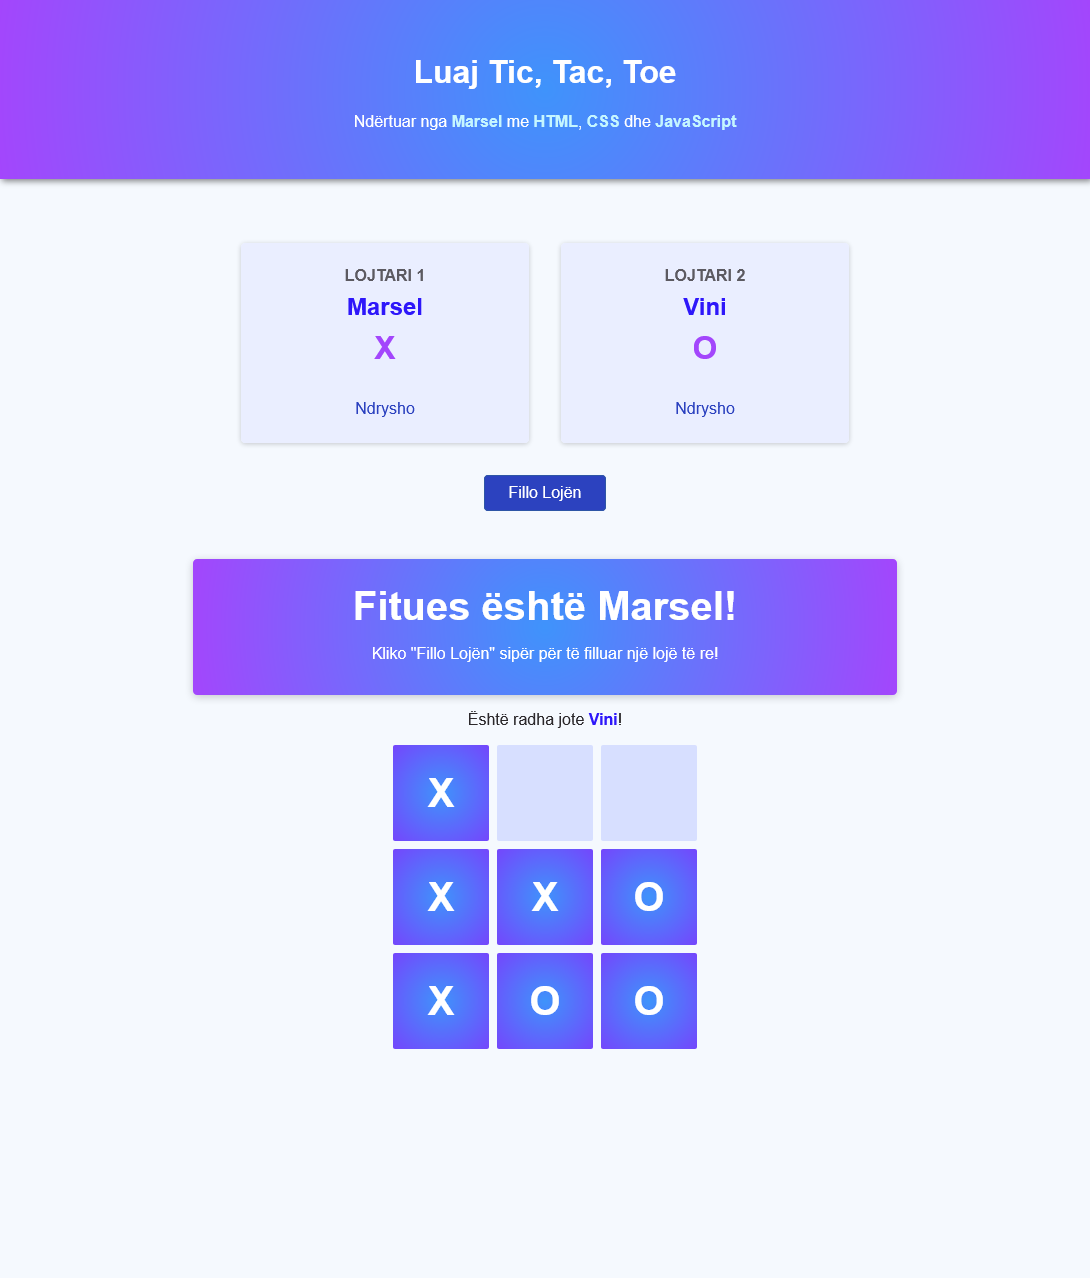 Luaj Tic, Tac, Toe
Ndërtuar nga Marsel me HTML, CSS dhe JavaScript
LOJTARI 1
Marsel
X
Ndrysho
LOJTARI 2
Vini
O
Ndrysho
Fillo Lojën
Fitues është Marsel!
Kliko "Fillo Lojën" sipër për të filluar një lojë të re!
Është radha jote Vini!
X
X X O
X O O